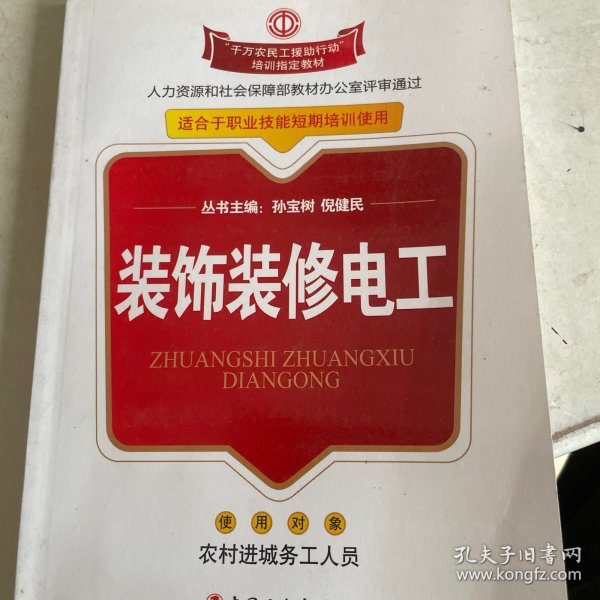 “千万农民工援助行动”
培训指定教材
人力资源和社会保障部教材办公室评审通过
适合于职业技能短期培训使用
丛书主编：孙宝树 倪健民
装饰装修电工
ZHUANGSHI ZHUANGXIU
DIANGONG
使用对象
农村进城务工人员
孔夫子旧书网
www.kongfz.com